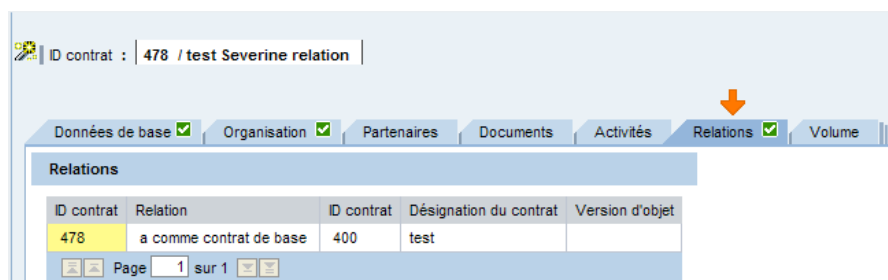 ID contrat : 478 / test Severine relation
Données de base Organisation Partenaires Documents Activités Relations Volume
Relations
ID contrat Relation ID contrat Désignation du contrat Version d'objet
478 a comme contrat de base 400 test
Page 1 sur 1